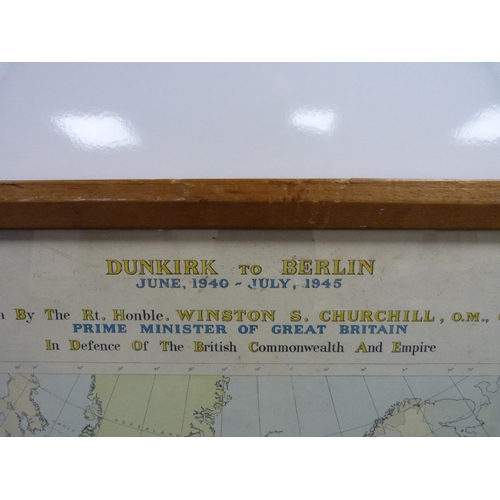 DUNKIRK TO BERLIN
JUNE, 1940 - JULY, 1945
By The Rt. Honble. WINSTON S. CHURCHILL, O.M.,
PRIME MINISTER OF GREAT BRITAIN
In Defence Of The British Commonwealth And Empire